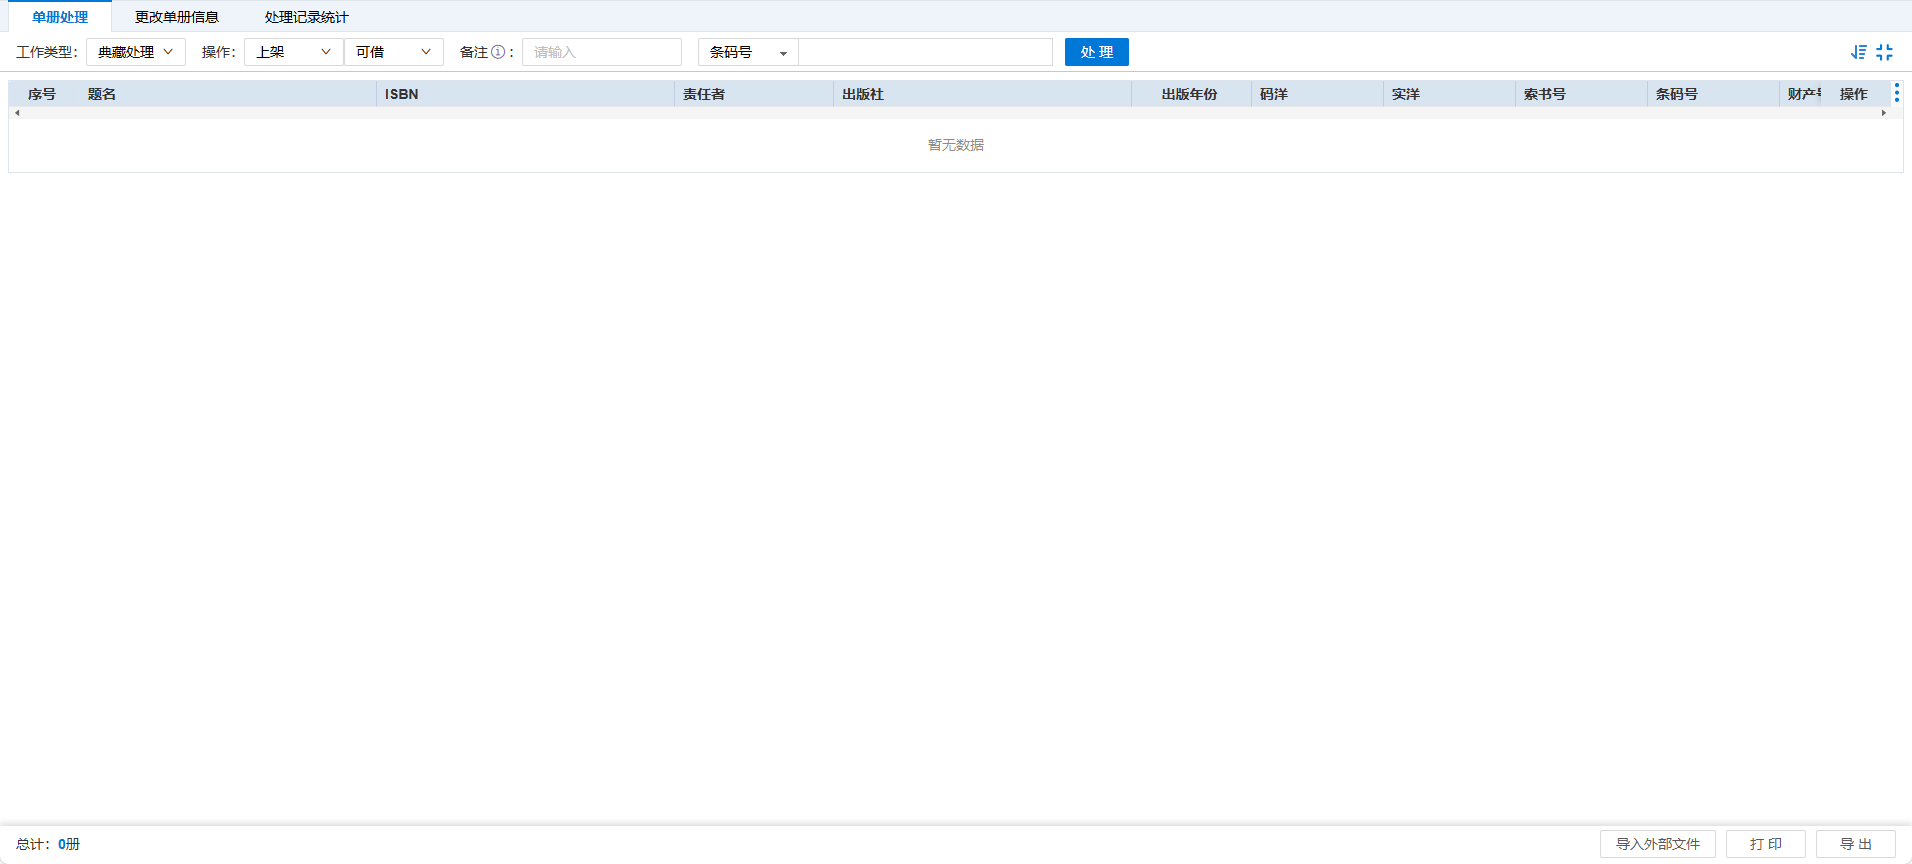 单册处理 更改单册信息 处理记录统计
工作类型： 典藏处理 操作： 上架 可借 备注 ： 请输入 条码号 处 理
序号 题名 ISBN 责任者 出版社 出版年份 码洋 实洋 索书号 条码号 财产 操作
暂无数据
总计：0册 导入外部文件 打 印 导 出